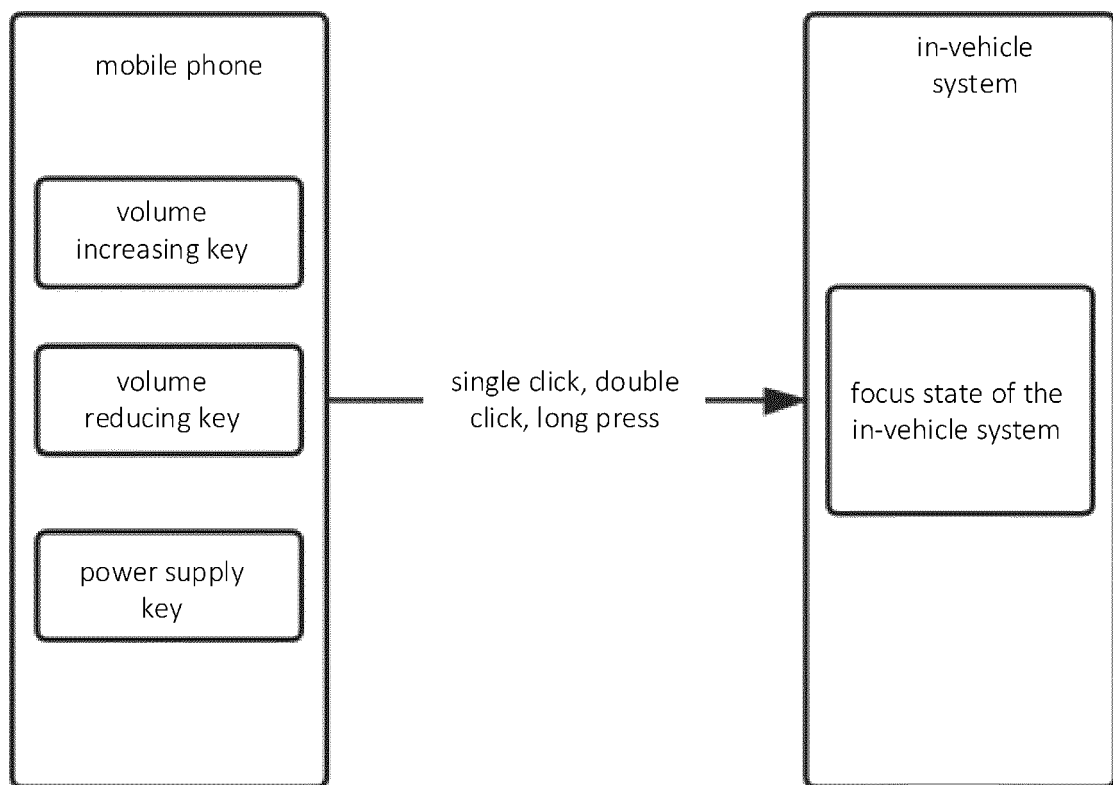 mobile phone
volume
increasing key
volume
reducing key
power supply
key
single click, double
click, long press
in-vehicle
system
focus state of the
in-vehicle system